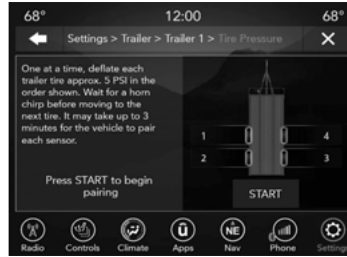 68°
12:00
68°
Settings > Trailer > Trailer 1 > Tire Pressure
One at a time, deflate each
trailer tire approx. 5 PSI in the
order shown. Wait for a horn
chirp before moving to the
next tire. It may take up to 3
minutes for the vehicle to pair
each sensor.
Press START to begin
pairing
1
4
2
3
START
ū
NE
Radio
Controls
Climate
Apps
Nav
Phone
Settings